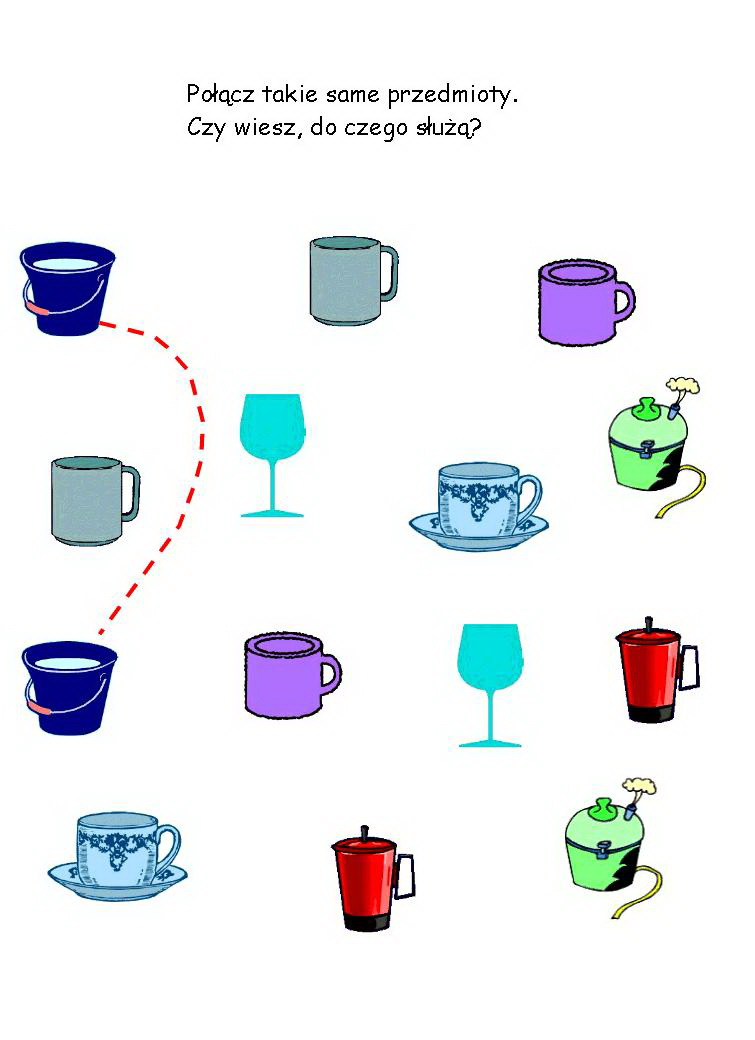 Połącz takie same przedmioty.
Czy wiesz, do czego służą?